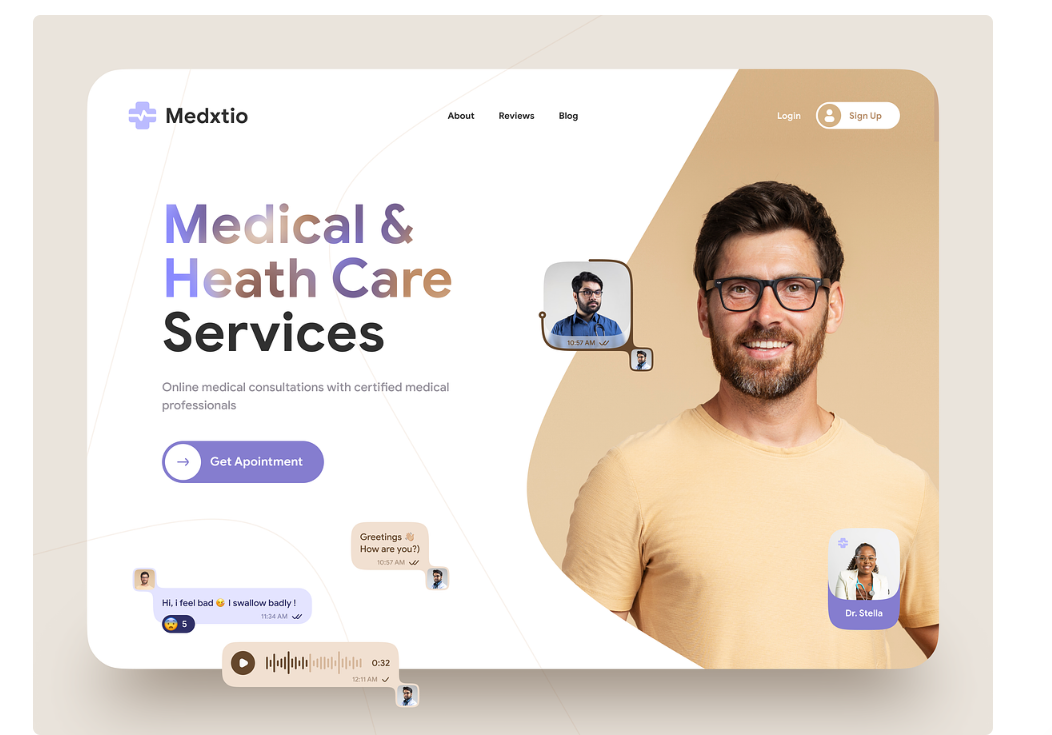 Medxtio
About
Reviews
Blog
Login
Sign Up
Medical &
Heath Care
Services
Online medical consultations with certified medical
professionals
Get Apointment
10:57 AM
Greetings 👋🏼
How are you?)
10:57 AM
Hi, i feel bad 🤒 I swallow badly !
11:34 AM
😨 5
0:32
12:11 AM
Dr. Stella